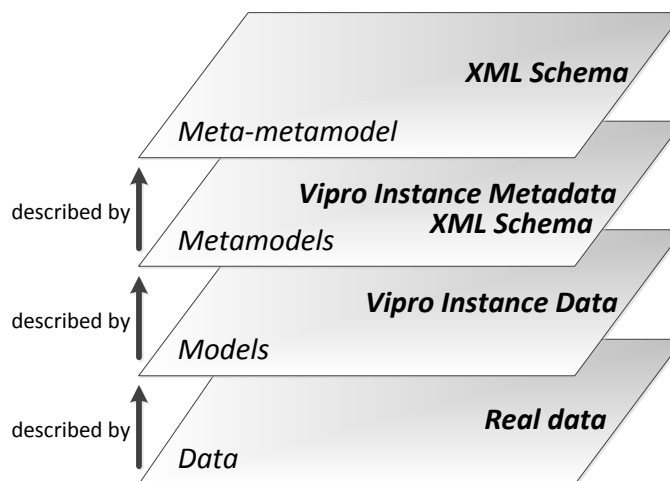 XML Schema
Meta-metamodel
described by
Vipro Instance Metadata
XML Schema
Metamodels
described by
Vipro Instance Data
Models
described by
Real data
Data